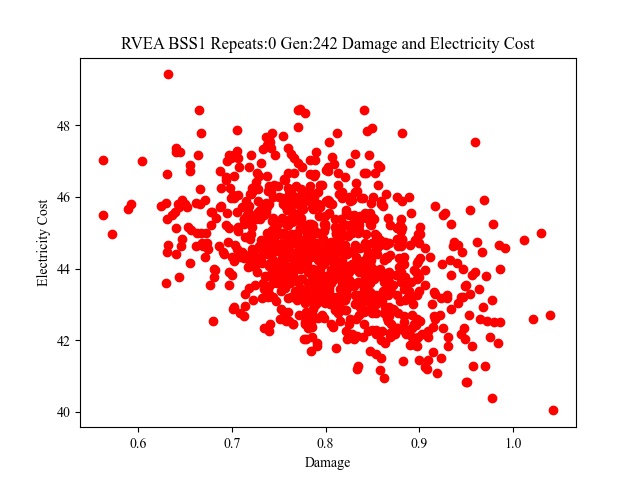 RVEA BSS1 Repeats:0 Gen:242 Damage and Electricity Cost
Electricity Cost
48
46
44
42
40
0.6 0.7 0.8 0.9 1.0
Damage